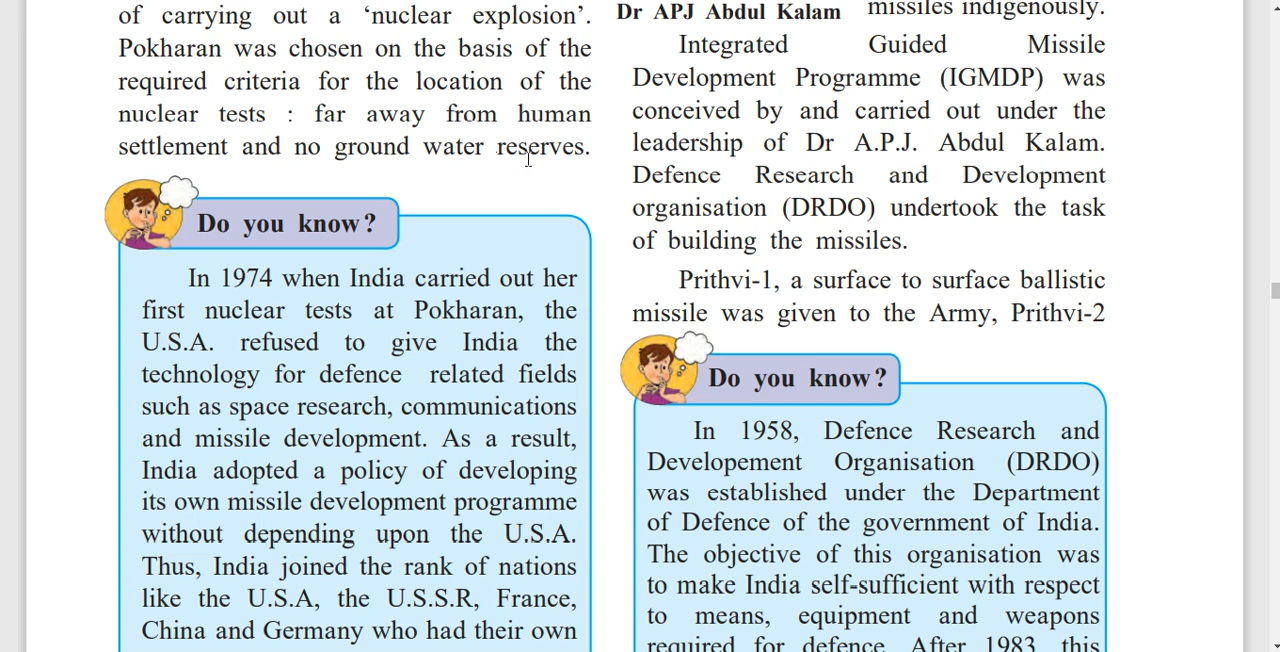 of carrying out a ‘nuclear explosion’.
Pokharan was chosen on the basis of the
required criteria for the location of the
nuclear tests : far away from human
settlement and no ground water reserves.
Do you know?
In 1974 when India carried out her
first nuclear tests at Pokharan, the
U.S.A. refused to give India the
technology for defence related fields
such as space research, communications
and missile development. As a result,
India adopted a policy of developing
its own missile development programme
without depending upon the U.S.A.
Thus, India joined the rank of nations
like the U.S.A, the U.S.S.R, France,
China and Germany who had their own
Dr APJ Abdul Kalam
missiles indigenously.
Integrated Guided Missile
Development Programme (IGMDP) was
conceived by and carried out under the
leadership of Dr A.P.J. Abdul Kalam.
Defence Research and Development
organisation (DRDO) undertook the task
of building the missiles.
Prithvi-1, a surface to surface ballistic
missile was given to the Army, Prithvi-2
Do you know?
In 1958, Defence Research and
Developement Organisation (DRDO)
was established under the Department
of Defence of the government of India.
The objective of this organisation was
to make India self-sufficient with respect
to means, equipment and weapons
required for defence. After 1983, this